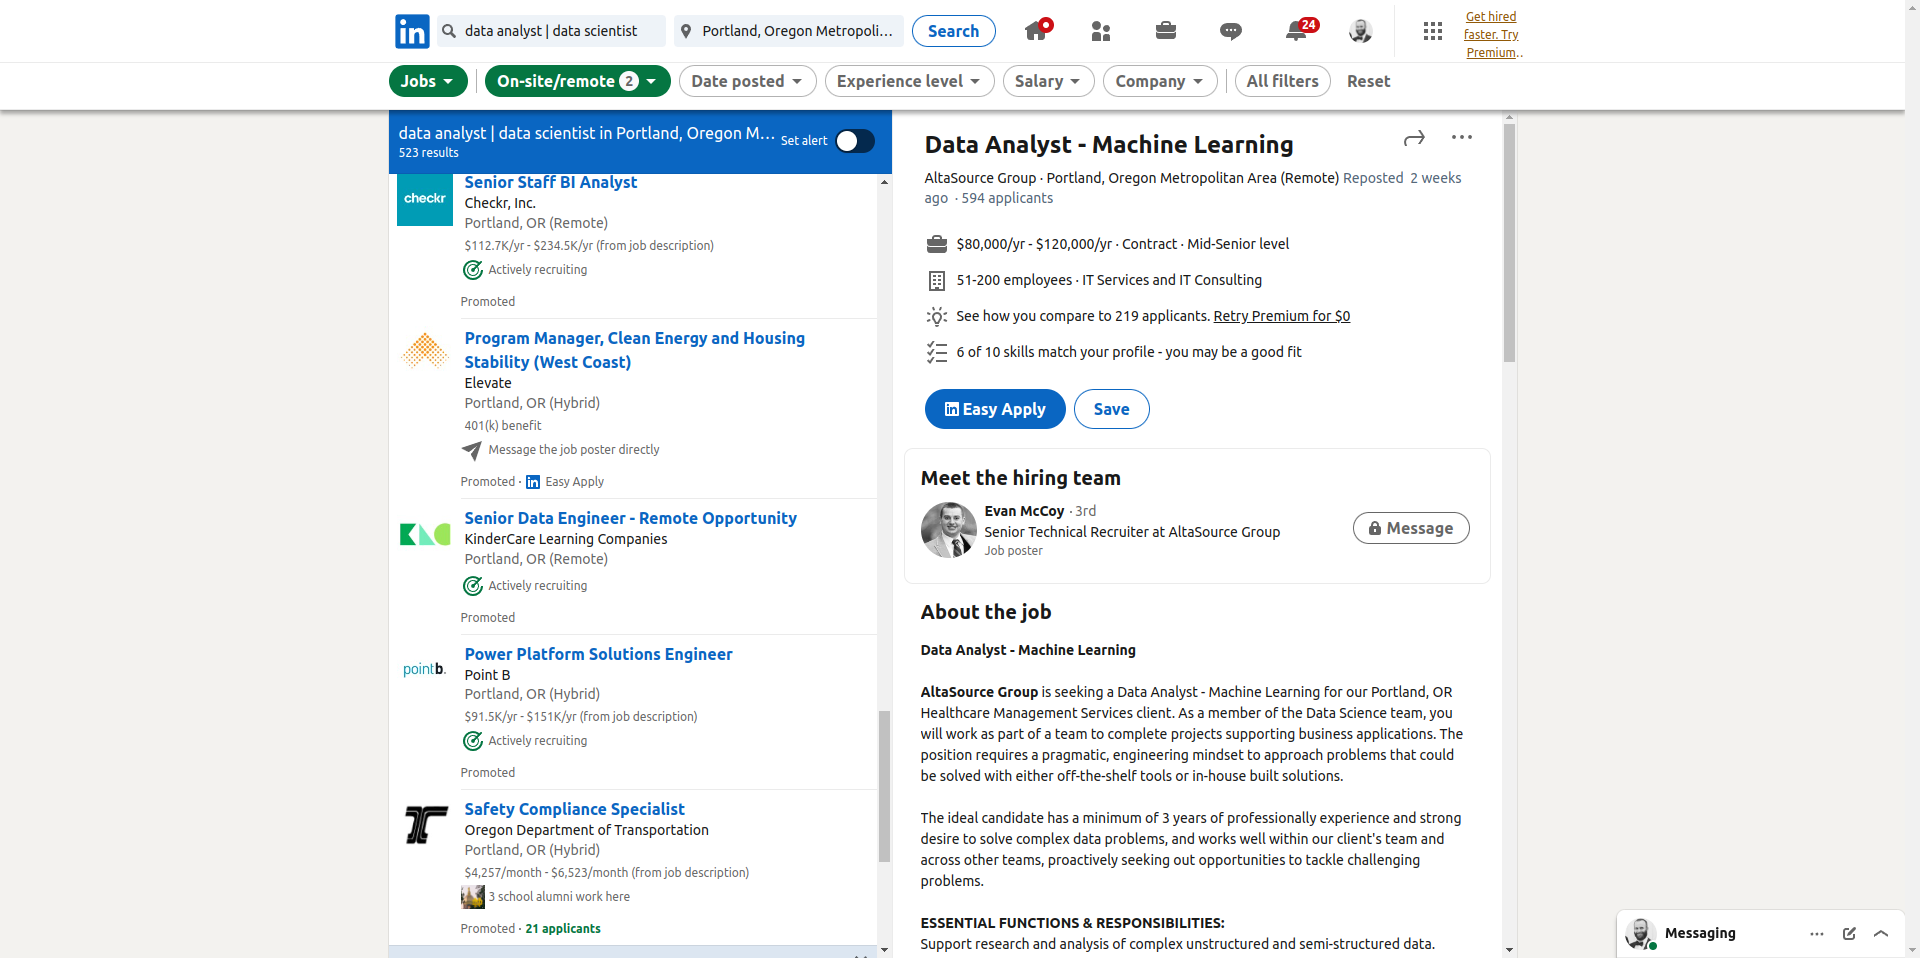 in
data analyst | data scientist
Portland, Oregon Metropoli...
Search
24
Get hired
faster. Try
Premium..
Jobs
On-site/remote 2
Date posted
Experience level
Salary
Company
All filters
Reset
data analyst | data scientist in Portland, Oregon M...
523 results
Set alert
checkr
Senior Staff BI Analyst
Checkr, Inc.
Portland, OR (Remote)
$112.7K/yr - $234.5K/yr (from job description)
Actively recruiting
Promoted
Program Manager, Clean Energy and Housing
Stability (West Coast)
Elevate
Portland, OR (Hybrid)
401(k) benefit
Message the job poster directly
Promoted · in Easy Apply
Senior Data Engineer - Remote Opportunity
KinderCare Learning Companies
Portland, OR (Remote)
Actively recruiting
Promoted
pointb.
Power Platform Solutions Engineer
Point B
Portland, OR (Hybrid)
$91.5K/yr - $151K/yr (from job description)
Actively recruiting
Promoted
Safety Compliance Specialist
Oregon Department of Transportation
Portland, OR (Hybrid)
$4,257/month - $6,523/month (from job description)
3 school alumni work here
Promoted · 21 applicants
Data Analyst - Machine Learning
AltaSource Group · Portland, Oregon Metropolitan Area (Remote) Reposted 2 weeks
ago · 594 applicants
$80,000/yr - $120,000/yr · Contract · Mid-Senior level
51-200 employees · IT Services and IT Consulting
See how you compare to 219 applicants. Retry Premium for $0
6 of 10 skills match your profile - you may be a good fit
in Easy Apply
Save
Meet the hiring team
Evan McCoy · 3rd
Senior Technical Recruiter at AltaSource Group
Job poster
Message
About the job
Data Analyst - Machine Learning
AltaSource Group is seeking a Data Analyst - Machine Learning for our Portland, OR
Healthcare Management Services client. As a member of the Data Science team, you
will work as part of a team to complete projects supporting business applications. The
position requires a pragmatic, engineering mindset to approach problems that could
be solved with either off-the-shelf tools or in-house built solutions.
The ideal candidate has a minimum of 3 years of professionally experience and strong
desire to solve complex data problems, and works well within our client's team and
across other teams, proactively seeking out opportunities to tackle challenging
problems.
ESSENTIAL FUNCTIONS & RESPONSIBILITIES:
Support research and analysis of complex unstructured and semi-structured data.
Messaging